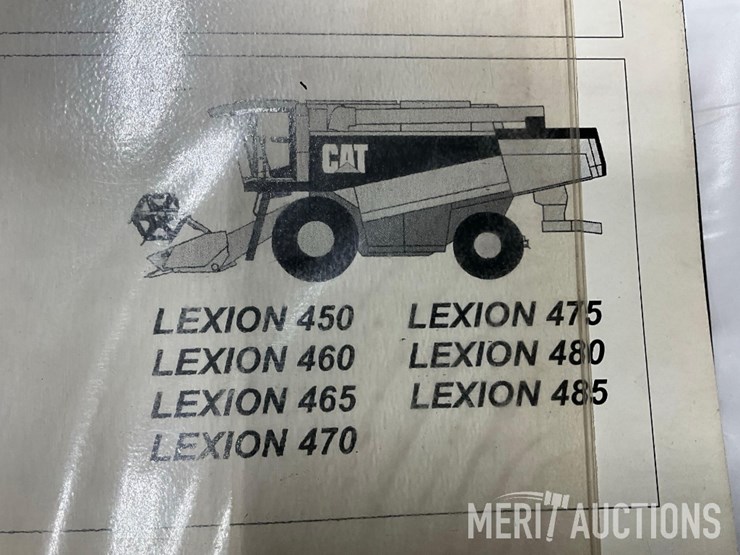 CAT
LEXION 450
LEXION 460
LEXION 465
LEXION 470
LEXION 475
LEXION 480
LEXION 485
MERIT AUCTIONS